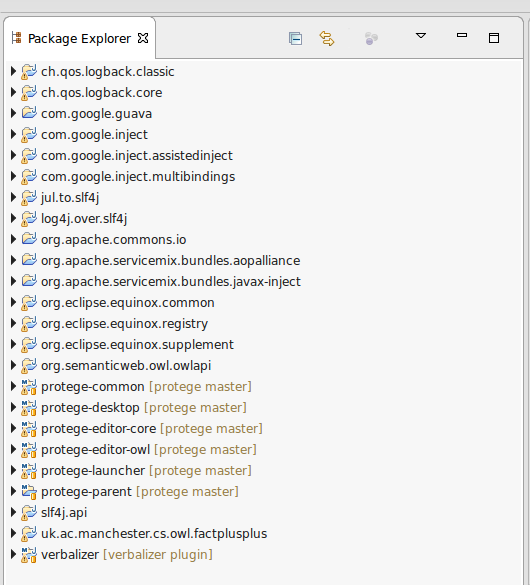 Package Explorer
ch.qos.logback.classic
ch.qos.logback.core
com.google.guava
com.google.inject
com.google.inject.assistedinject
com.google.inject.multibindings
jul.to.slf4j
log4j.over.slf4j
org.apache.commons.io
org.apache.servicemix.bundles.aopalliance
org.apache.servicemix.bundles.javax-inject
org.eclipse.equinox.common
org.eclipse.equinox.registry
org.eclipse.equinox.supplement
org.semanticweb.owl.owlapi
protege-common [protege master]
protege-desktop [protege master]
protege-editor-core [protege master]
protege-editor-owl [protege master]
protege-launcher [protege master]
protege-parent [protege master]
slf4j.api
uk.ac.manchester.cs.owl.factplusplus
verbalizer [verbalizer plugin]